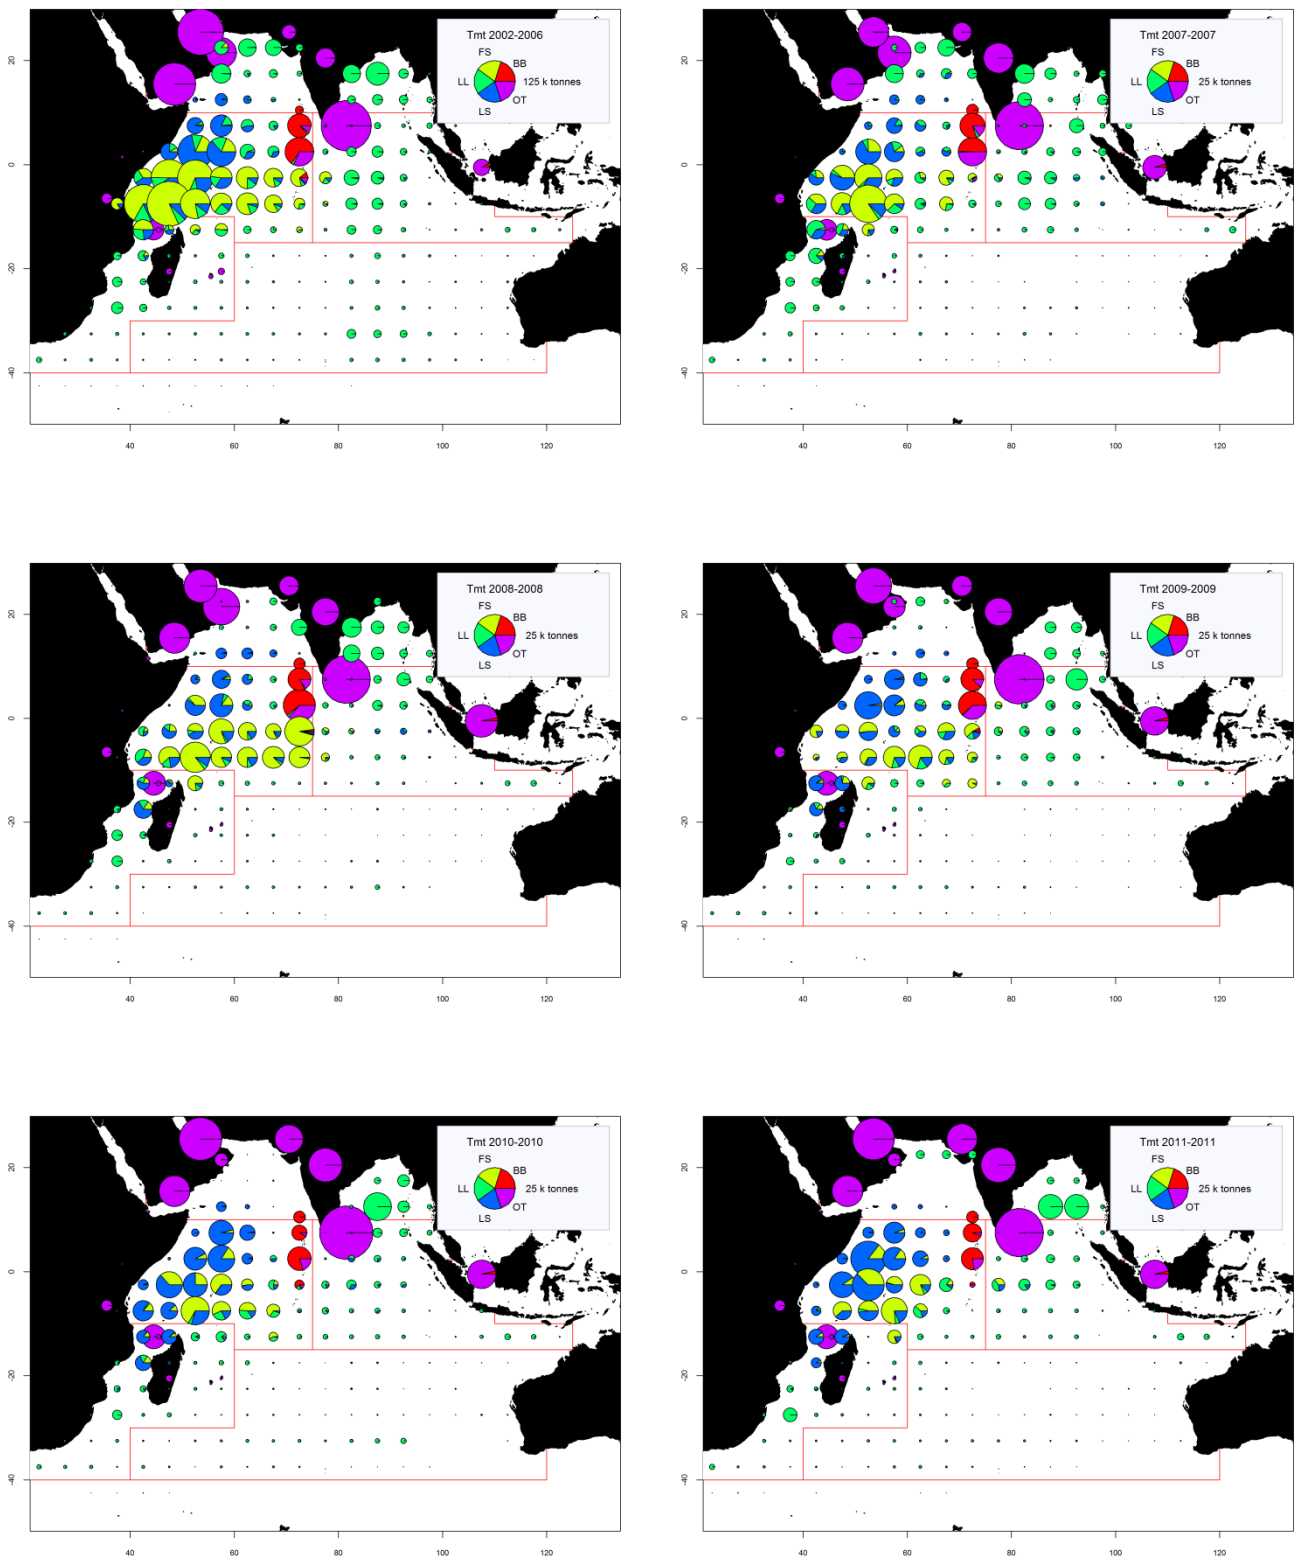 Tmt 2002-2006
FS
BB
LL
125 k tonnes
OT
LS
20
0
-20
-40
40
60
80
100
120
Tmt 2007-2007
FS
BB
LL
25 k tonnes
OT
LS
20
0
-20
-40
40
60
80
100
120
Tmt 2008-2008
FS
BB
LL
25 k tonnes
OT
LS
20
0
-20
-40
40
60
80
100
120
Tmt 2009-2009
FS
BB
LL
25 k tonnes
OT
LS
20
0
-20
-40
40
60
80
100
120
Tmt 2010-2010
FS
BB
LL
25 k tonnes
OT
LS
20
0
-20
-40
40
60
80
100
120
Tmt 2011-2011
FS
BB
LL
25 k tonnes
OT
LS
20
0
-20
-40
40
60
80
100
120